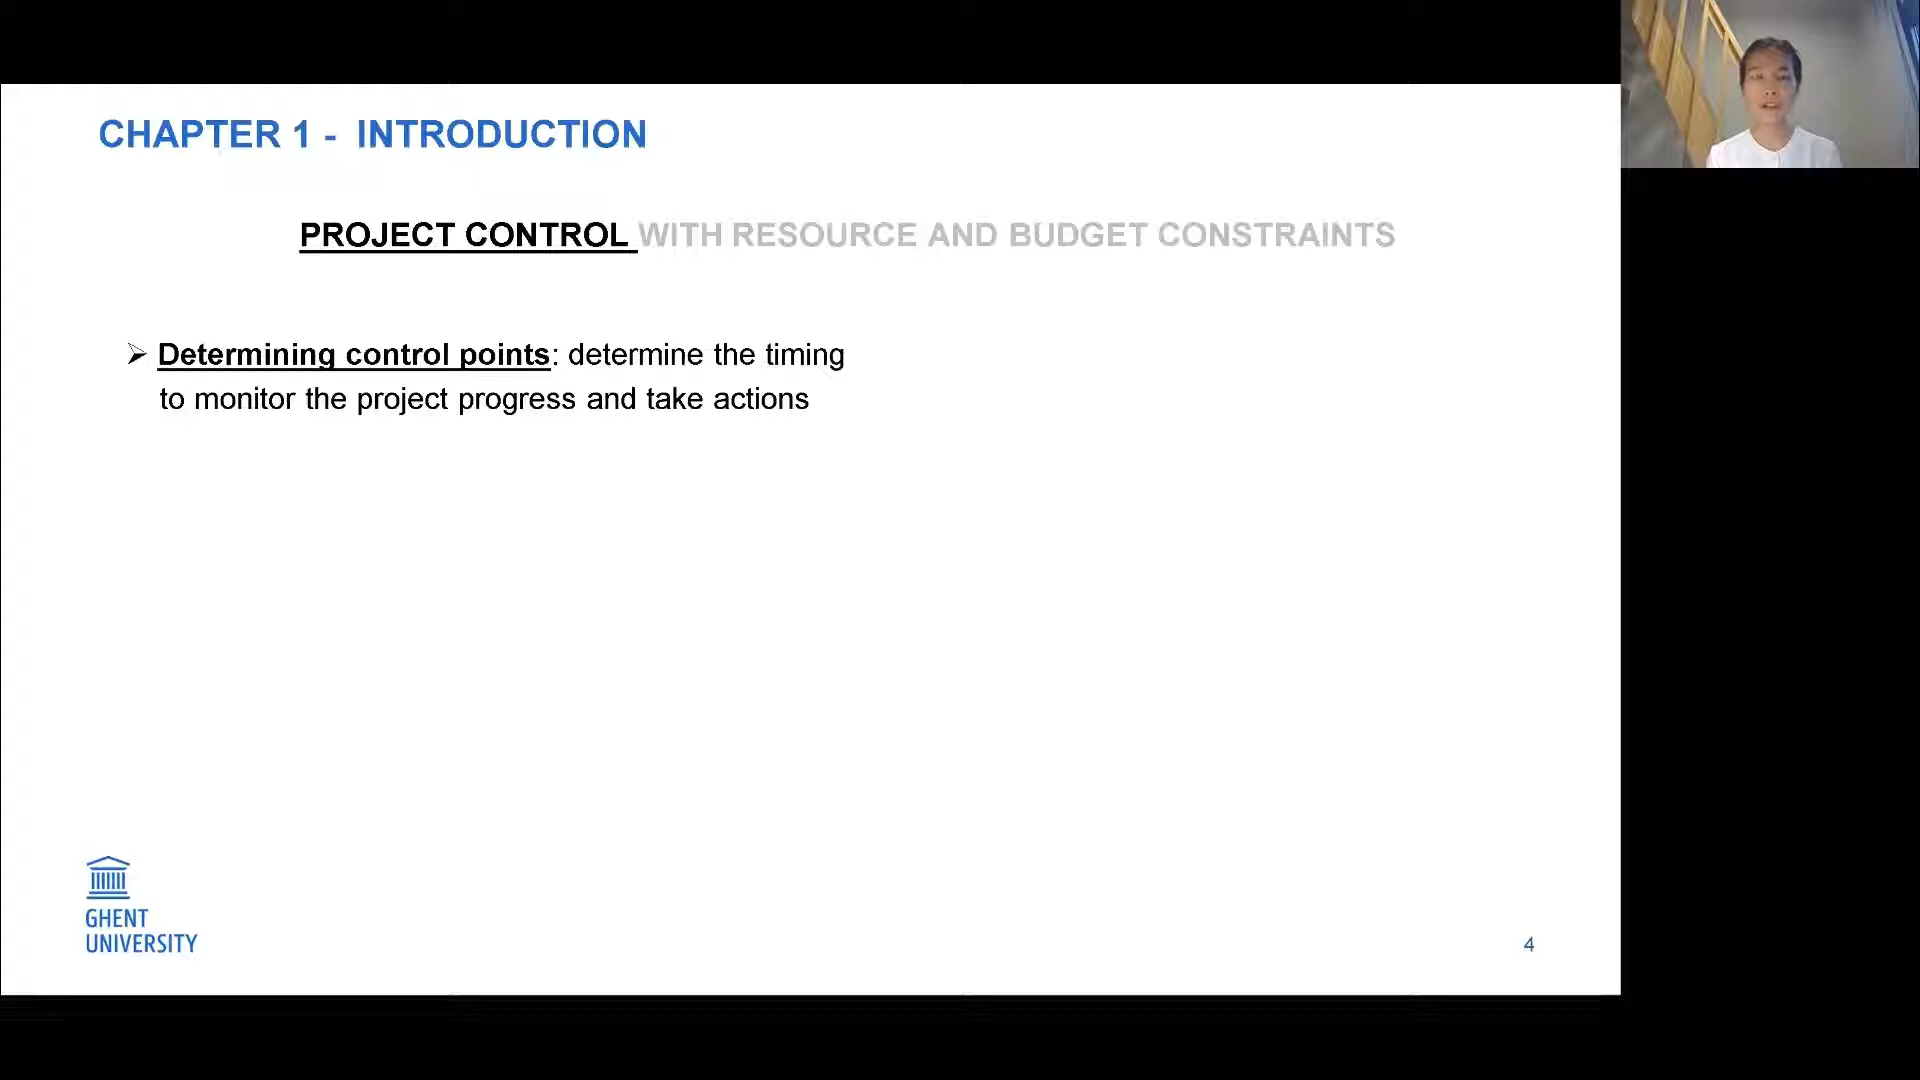 CHAPTER 1 - INTRODUCTION
PROJECT CONTROL WITH RESOURCE AND BUDGET CONSTRAINTS
➢ Determining control points: determine the timing
to monitor the project progress and take actions
GHENT
UNIVERSITY
4